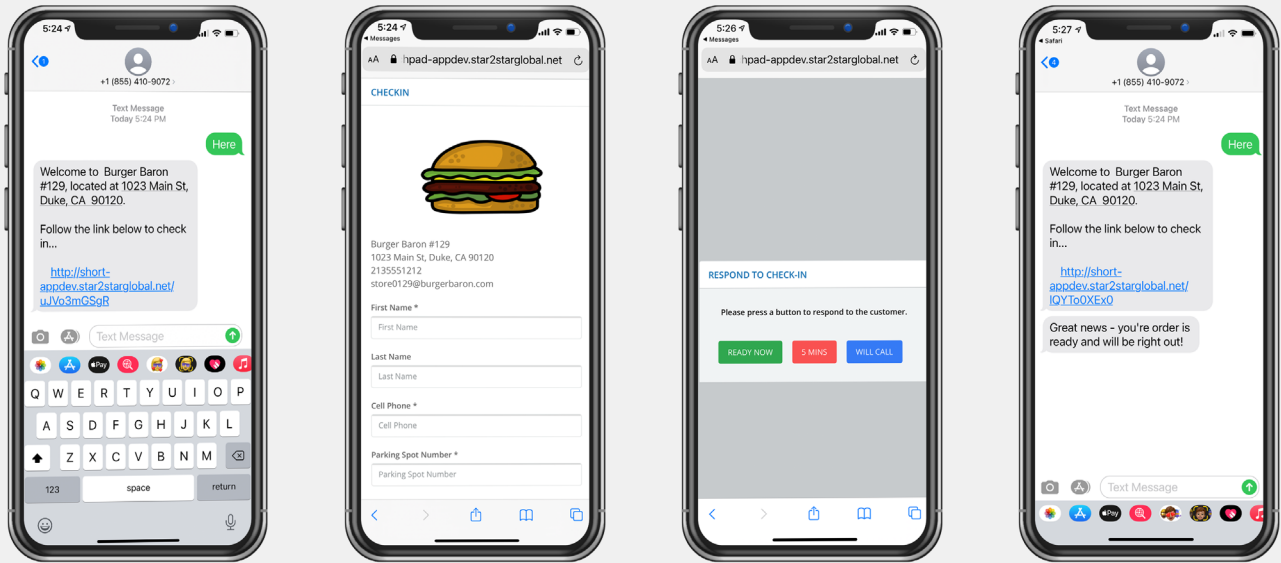 5:24
+1 (855) 410-9072
Text Message
Today 5:24 PM
Here
Welcome to Burger Baron
#129, located at 1023 Main St,
Duke, CA 90120.
Follow the link below to check
in...
http://short-
appdev.star2starglobal.net/
uJVo3mGSgR
Text Message
Pay
Q W E R T Y U I O P
A S D F G H J K L
Z X C V B N M
123 space return
5:24
Messages
AA hpad-appdev.star2starglobal.net
CHECKIN
Burger Baron #129
1023 Main St, Duke, CA 90120
2135551212
store0129@burgerbaron.com
First Name *
First Name
Last Name
Last Name
Cell Phone *
Cell Phone
Parking Spot Number *
Parking Spot Number
5:26
Messages
AA hpad-appdev.star2starglobal.net
RESPOND TO CHECK-IN
Please press a button to respond to the customer.
READY NOW 5 MINS WILL CALL
5:27
Safari
4
+1 (855) 410-9072
Text Message
Today 5:24 PM
Here
Welcome to Burger Baron
#129, located at 1023 Main St,
Duke, CA 90120.
Follow the link below to check
in...
http://short-
appdev.star2starglobal.net/
IQYTo0XEx0
Great news - you're order is
ready and will be right out!
Text Message
Pay